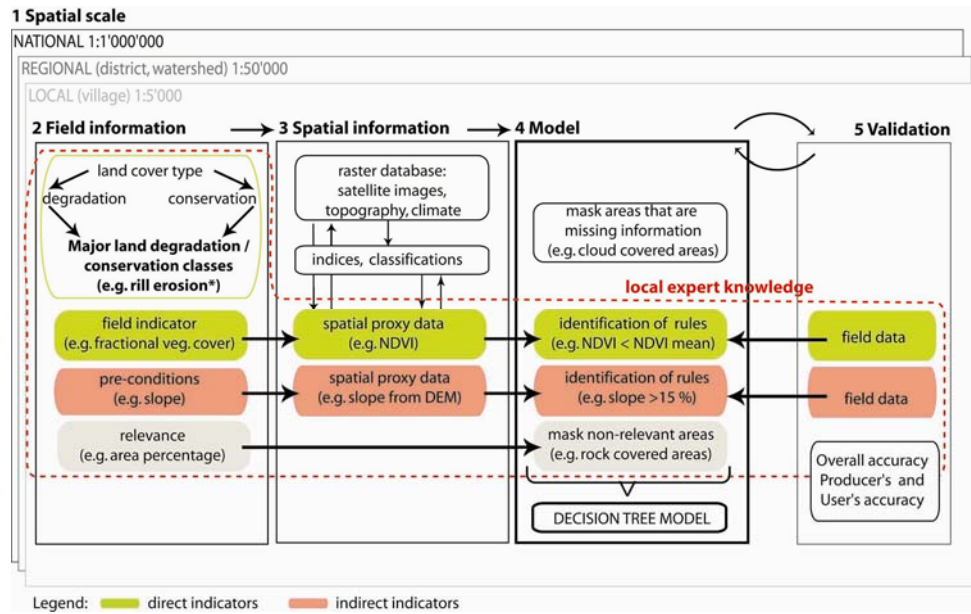 1 Spatial scale
NATIONAL 1:1'000'000
REGIONAL (district, watershed) 1:50'000
LOCAL (village) 1:5'000
2 Field information
3 Spatial information
4 Model
5 Validation
land cover type
degradation
conservation
Major land degradation /
conservation classes
(e.g. rill erosion*)
field indicator
(e.g. fractional veg. cover)
pre-conditions
(e.g. slope)
relevance
(e.g. area percentage)
raster database:
satellite images,
topography, climate
indices, classifications
spatial proxy data
(e.g. NDVI)
spatial proxy data
(e.g. slope from DEM)
mask areas that are
missing information
(e.g. cloud covered areas)
local expert knowledge
identification of rules
(e.g. NDVI < NDVI mean)
identification of rules
(e.g. slope >15 %)
mask non-relevant areas
(e.g. rock covered areas)
DECISION TREE MODEL
field data
field data
Overall accuracy
Producer's and
User's accuracy
Legend:
direct indicators
indirect indicators